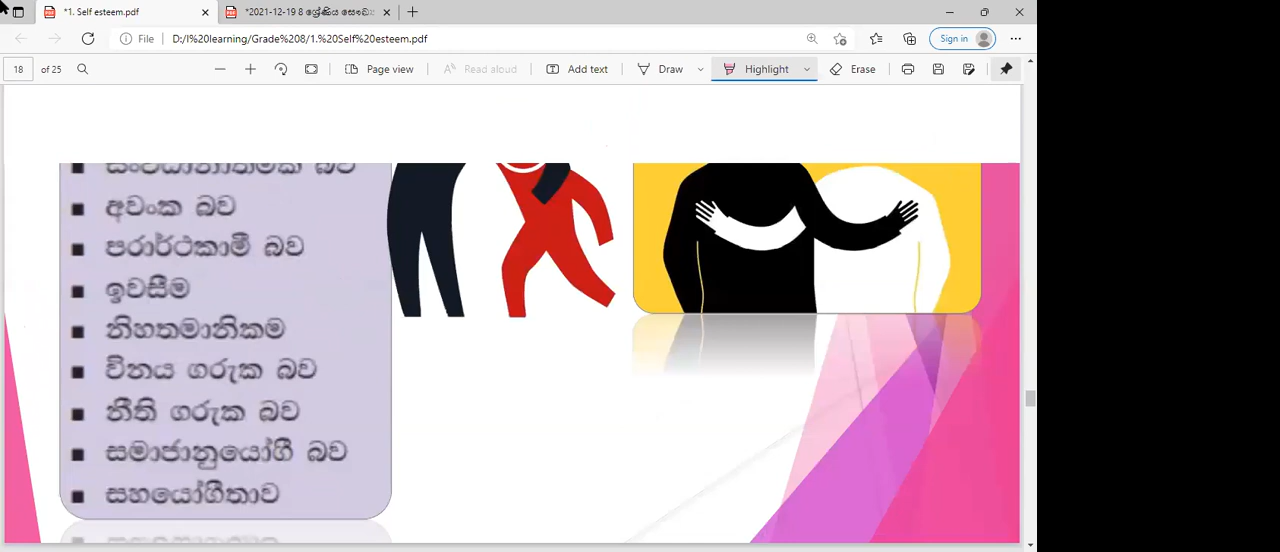 *1. Self esteem.pdf
*2021-12-19 8 ශ්‍රේණිය සෞඛ්‍ය
File
D:/I%20learning/Grade%208/1.%20Self%20esteem.pdf
Sign in
18 of 25
Page view
Read aloud
Add text
Draw
Highlight
Erase
සංවිධානාත්මක බව
අවංක බව
පරාර්ථකාමී බව
ඉවසීම
නිහතමානිකම
විනය ගරුක බව
නීති ගරුක බව
සමාජානුයෝගී බව
සහයෝගීතාව